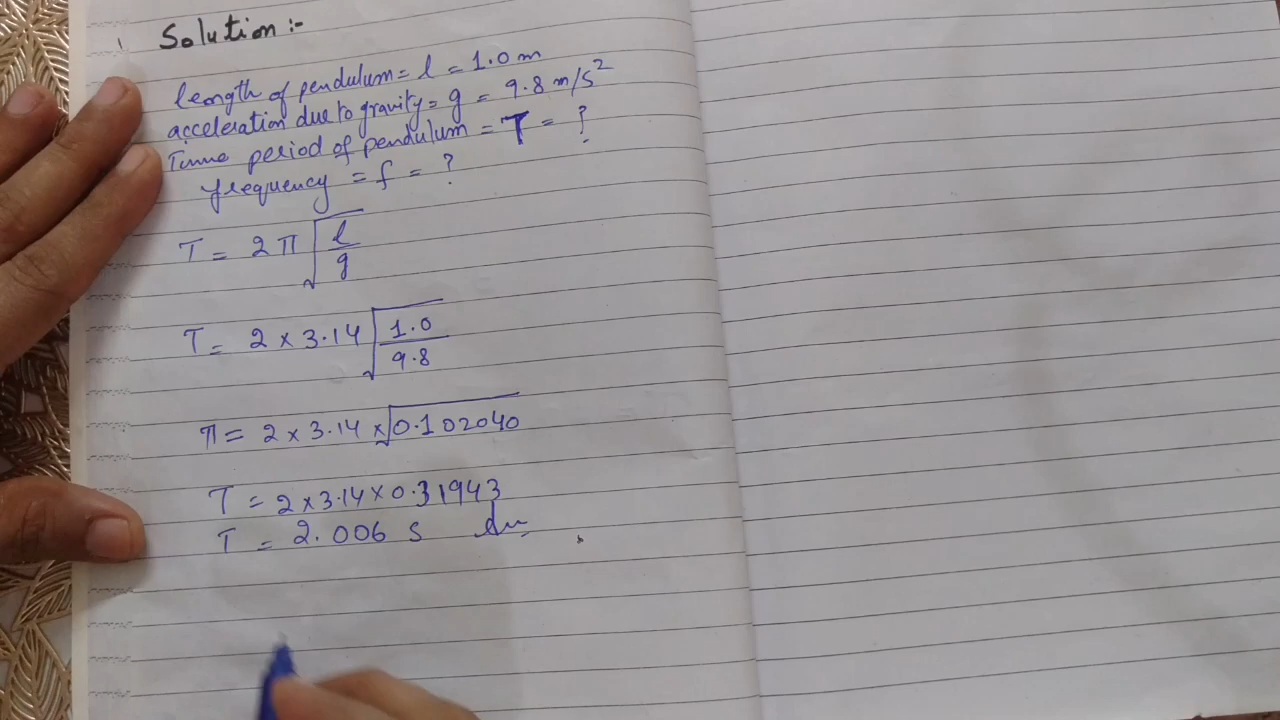 Solution :-
length of pendulum = l = 1.0 m
acceleration due to gravity = g = 9.8 m/s²
Time period of pendulum = T = ?
frequency = f = ?
T = 2π√(l/g)
T = 2 × 3.14 √(1.0/9.8)
π = 2 × 3.14 × √0.102040
T = 2 × 3.14 × 0.31943
T = 2.006 s